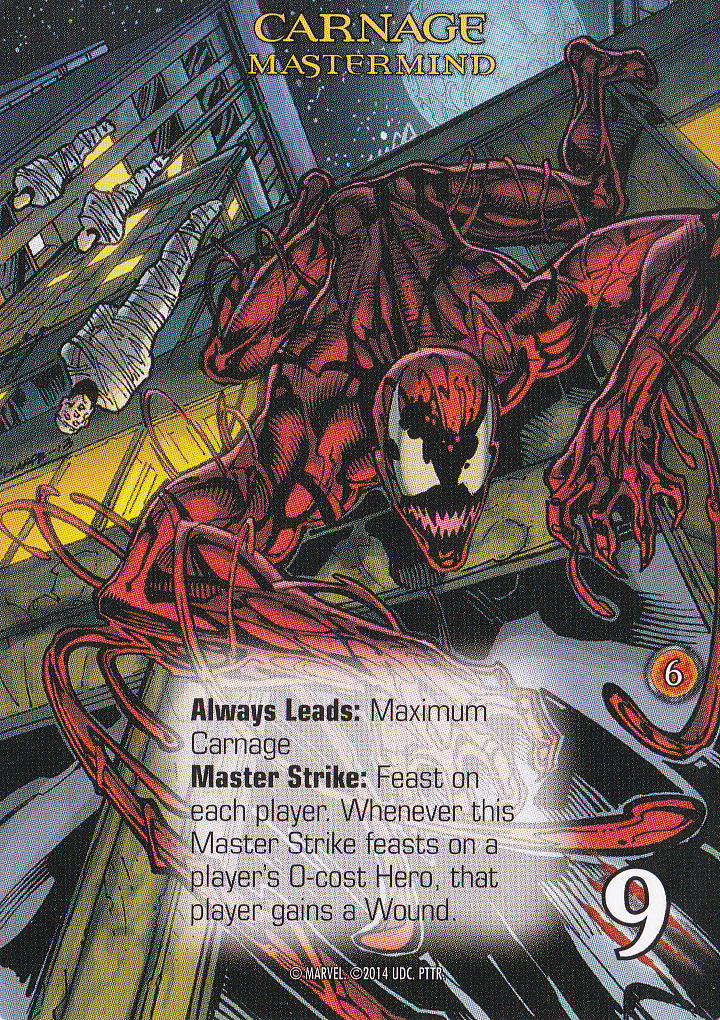 CARNAGE
MASTERMIND
6
Always Leads: Maximum
Carnage
Master Strike: Feast on
each player. Whenever this
Master Strike feasts on a
player's 0-cost Hero, that
player gains a Wound.
9
© MARVEL. ©2014 UDC. PTTR.